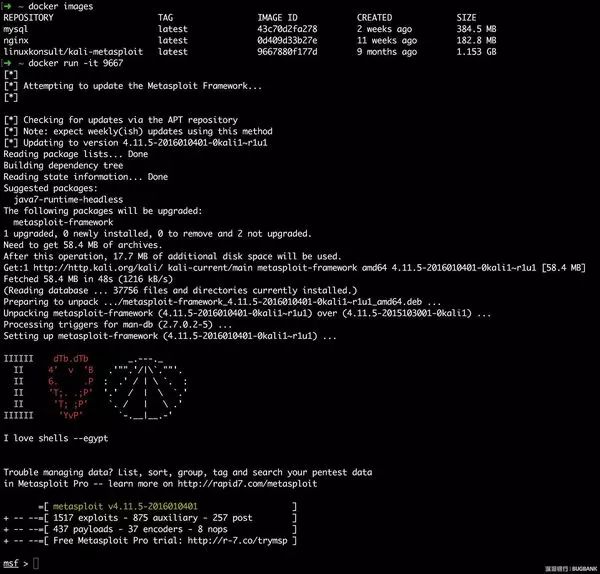 ➜ ~ docker images
REPOSITORY TAG IMAGE ID CREATED SIZE
mysql latest 43c70d2fa278 2 weeks ago 384.5 MB
nginx latest 0d409d33b27e 11 weeks ago 182.8 MB
linuxkonsult/kali-metasploit latest 9667880f177d 9 months ago 1.153 GB
➜ ~ docker run -it 9667
[*]
[*] Attempting to update the Metasploit Framework...
[*]
[*] Checking for updates via the APT repository
[*] Note: expect weekly(ish) updates using this method
[*] Updating to version 4.11.5-2016010401-0kali1~r1u1
Reading package lists... Done
Building dependency tree
Reading state information... Done
Suggested packages:
java7-runtime-headless
The following packages will be upgraded:
metasploit-framework
1 upgraded, 0 newly installed, 0 to remove and 2 not upgraded.
Need to get 58.4 MB of archives.
After this operation, 17.7 MB of additional disk space will be used.
Get:1 http://http.kali.org/kali/ kali-current/main metasploit-framework amd64 4.11.5-2016010401-0kali1~r1u1 [58.4 MB]
Fetched 58.4 MB in 48s (1216 kB/s)
(Reading database ... 37756 files and directories currently installed.)
Preparing to unpack .../metasploit-framework_4.11.5-2016010401-0kali1~r1u1_amd64.deb ...
Unpacking metasploit-framework (4.11.5-2016010401-0kali1~r1u1) over (4.11.5-2015103001-0kali1) ...
Processing triggers for man-db (2.7.0.2-5) ...
Setting up metasploit-framework (4.11.5-2016010401-0kali1~r1u1) ...
IIIIII dTb.dTb _.---._
II 4' v 'B .'"".'/|\`.""'.
II 6. .P : .' / | \ `. :
II 'T;. .;P' '.' / | \ `.'
II 'T; ;P' `. / | \ .'
IIIIII 'YvP' `-.__|__.-'
I love shells --egypt
Trouble managing data? List, sort, group, tag and search your pentest data
in Metasploit Pro -- learn more on http://rapid7.com/metasploit
=[ metasploit v4.11.5-2016010401 ]
+ -- --=[ 1517 exploits - 875 auxiliary - 257 post ]
+ -- --=[ 437 payloads - 37 encoders - 8 nops ]
+ -- --=[ Free Metasploit Pro trial: http://r-7.co/trymsp ]
msf >
BUGBANK